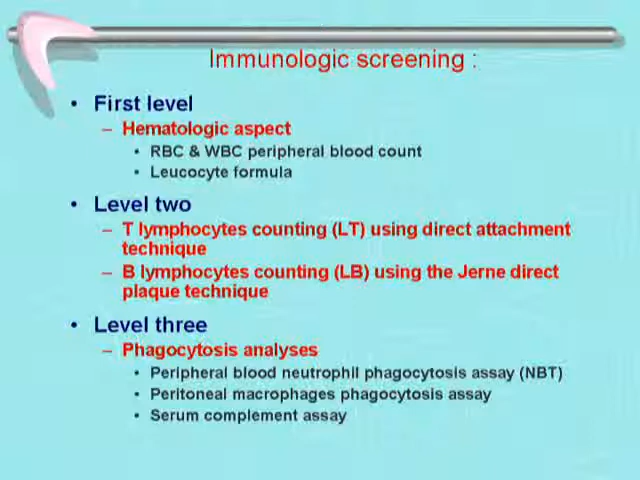 Immunologic screening :
• First level
– Hematologic aspect
• RBC & WBC peripheral blood count
• Leucocyte formula
• Level two
– T lymphocytes counting (LT) using direct attachment
technique
– B lymphocytes counting (LB) using the Jerne direct
plaque technique
• Level three
– Phagocytosis analyses
• Peripheral blood neutrophil phagocytosis assay (NBT)
• Peritoneal macrophages phagocytosis assay
• Serum complement assay